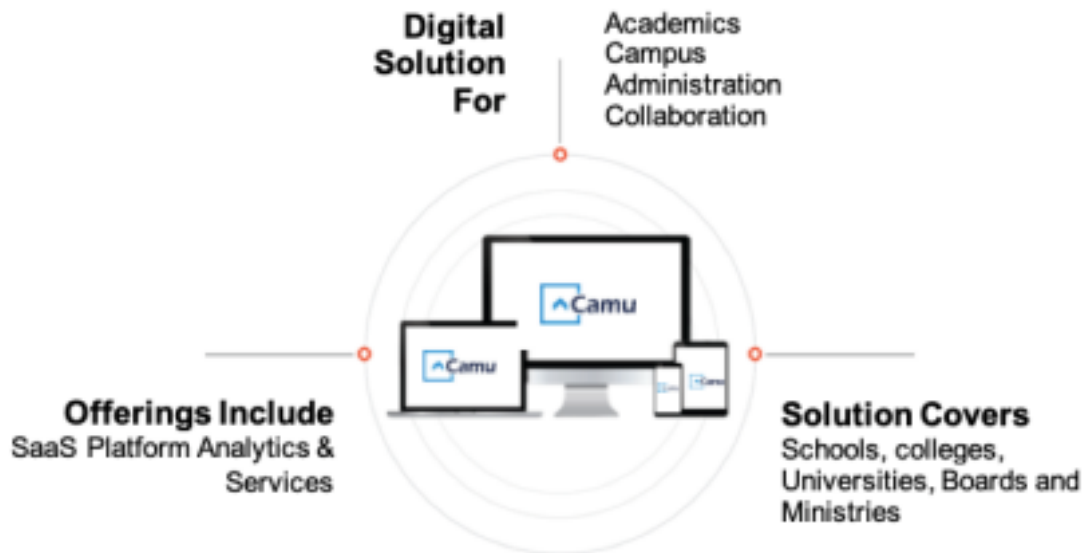 Digital
Solution
For
Academics
Campus
Administration
Collaboration
Camu
Camu
Camu
Offerings Include
SaaS Platform Analytics &
Services
Solution Covers
Schools, colleges,
Universities, Boards and
Ministries